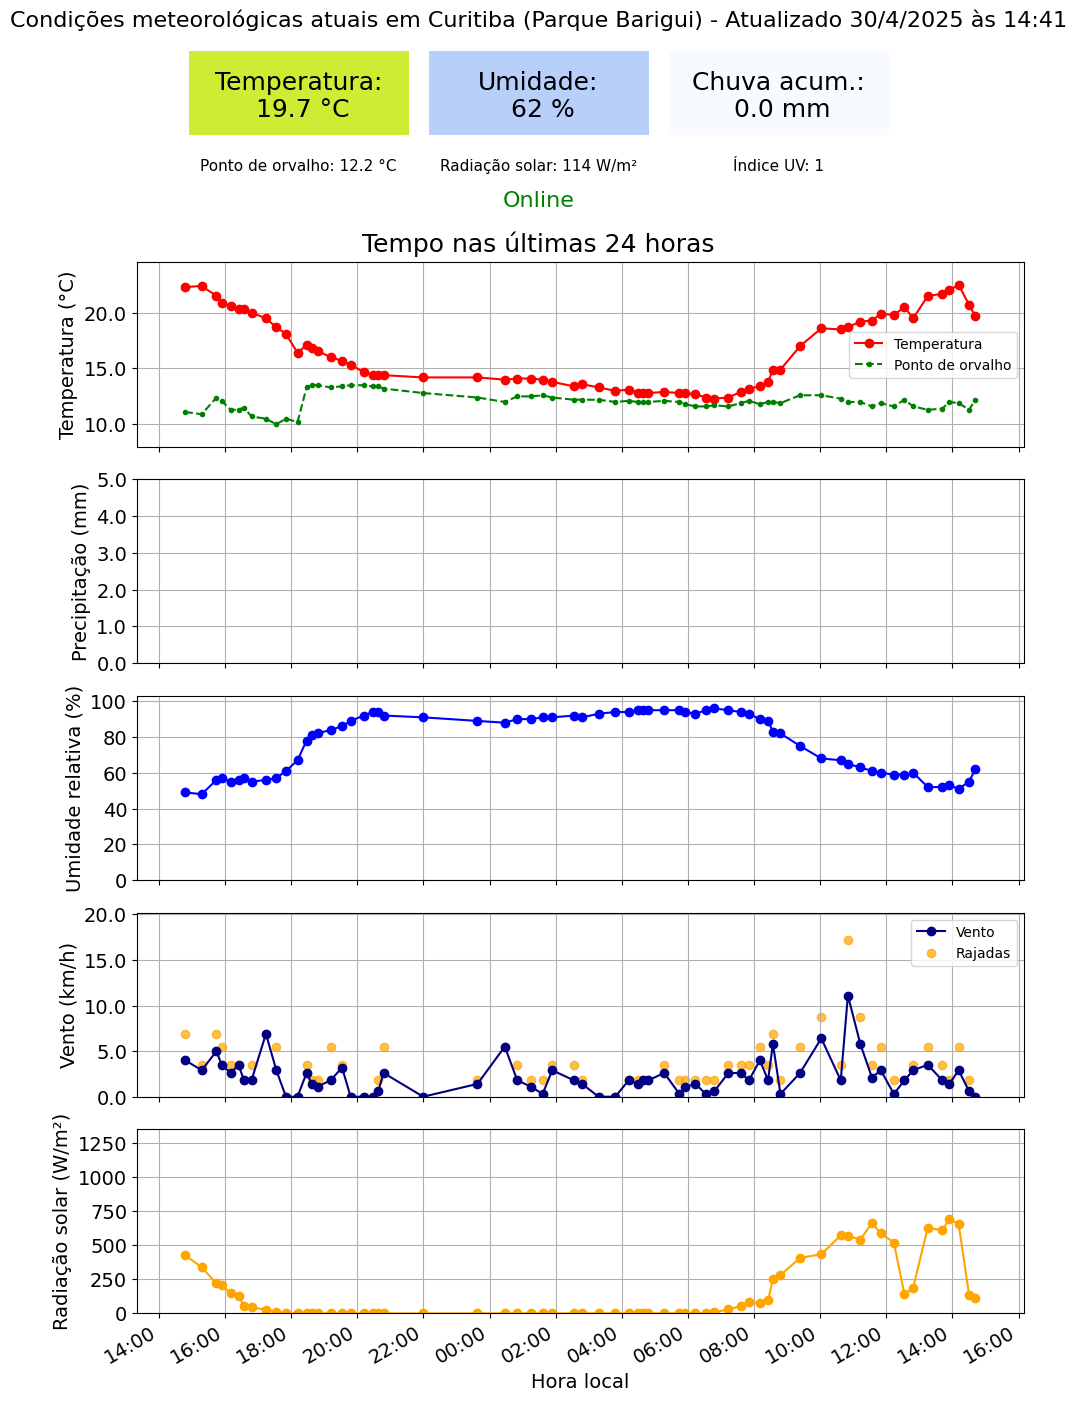 Condições meteorológicas atuais em Curitiba (Parque Barigui) - Atualizado 30/4/2025 às 14:41
Temperatura:
19.7 °C
Umidade:
62 %
Chuva acum.:
0.0 mm
Ponto de orvalho: 12.2 °C
Radiação solar: 114 W/m²
Índice UV: 1
Online
Tempo nas últimas 24 horas
Temperatura (°C)
20.0
15.0
10.0
Temperatura
Ponto de orvalho
Precipitação (mm)
5.0
4.0
3.0
2.0
1.0
0.0
Umidade relativa (%)
100
80
60
40
20
0
Vento (km/h)
20.0
15.0
10.0
5.0
0.0
Vento
Rajadas
Radiação solar (W/m²)
1250
1000
750
500
250
0
14:00
16:00
18:00
20:00
22:00
00:00
02:00
04:00
06:00
08:00
10:00
12:00
14:00
16:00
Hora local